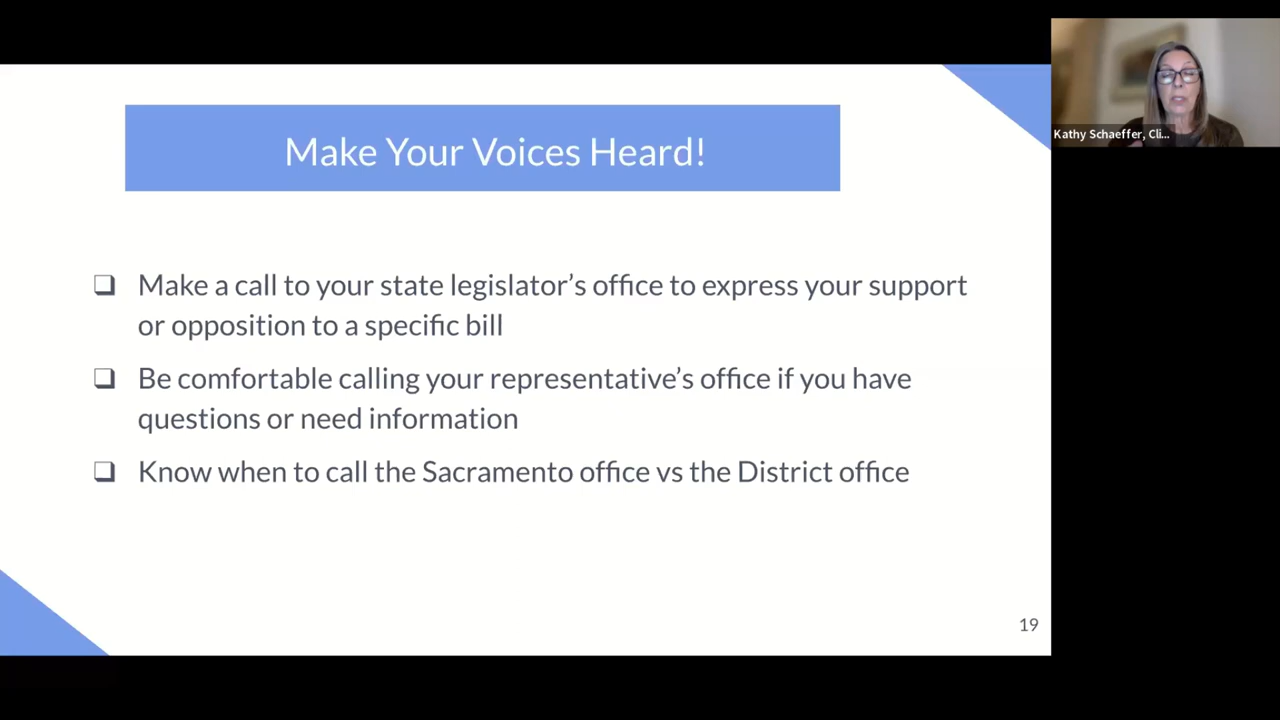 Make Your Voices Heard!
Make a call to your state legislator’s office to express your support
or opposition to a specific bill
Be comfortable calling your representative’s office if you have
questions or need information
Know when to call the Sacramento office vs the District office
19
Kathy Schaeffer, Cli...